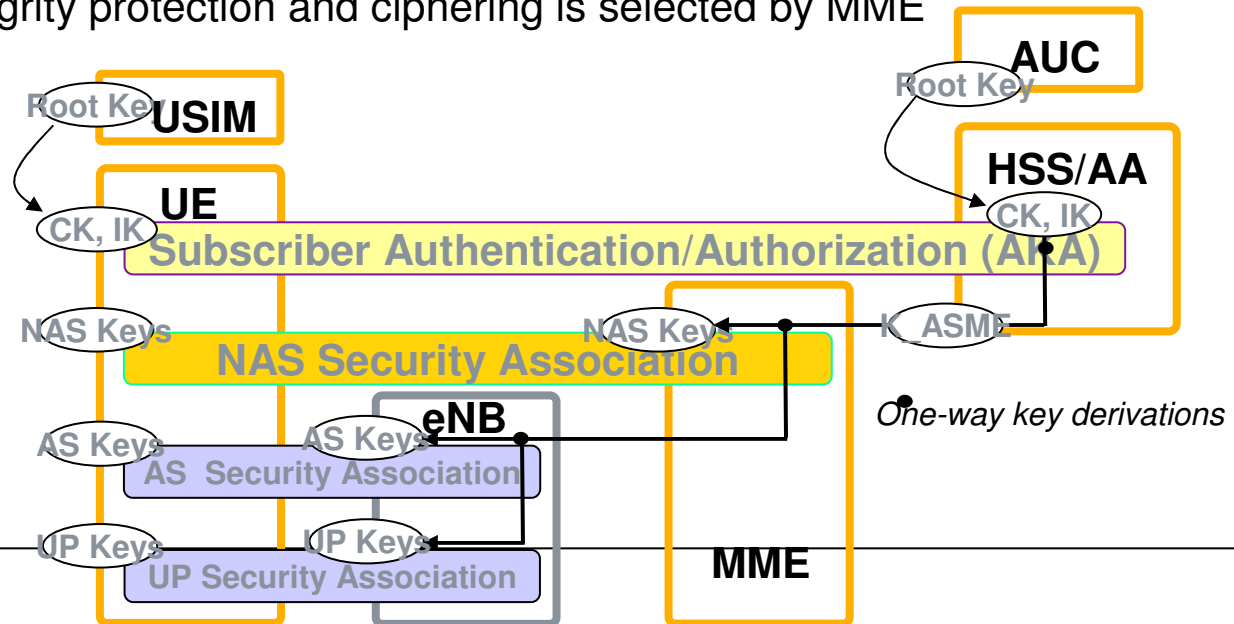 grity protection and ciphering is selected by MME
AUC
Root Key
Root Key
USIM
HSS/AA
UE
CK, IK
CK, IK
Subscriber Authentication/Authorization (AKA)
NAS Keys
NAS Keys
K_ASME
NAS Security Association
One-way key derivations
eNB
AS Keys
AS Keys
AS Security Association
UP Keys
UP Keys
MME
UP Security Association